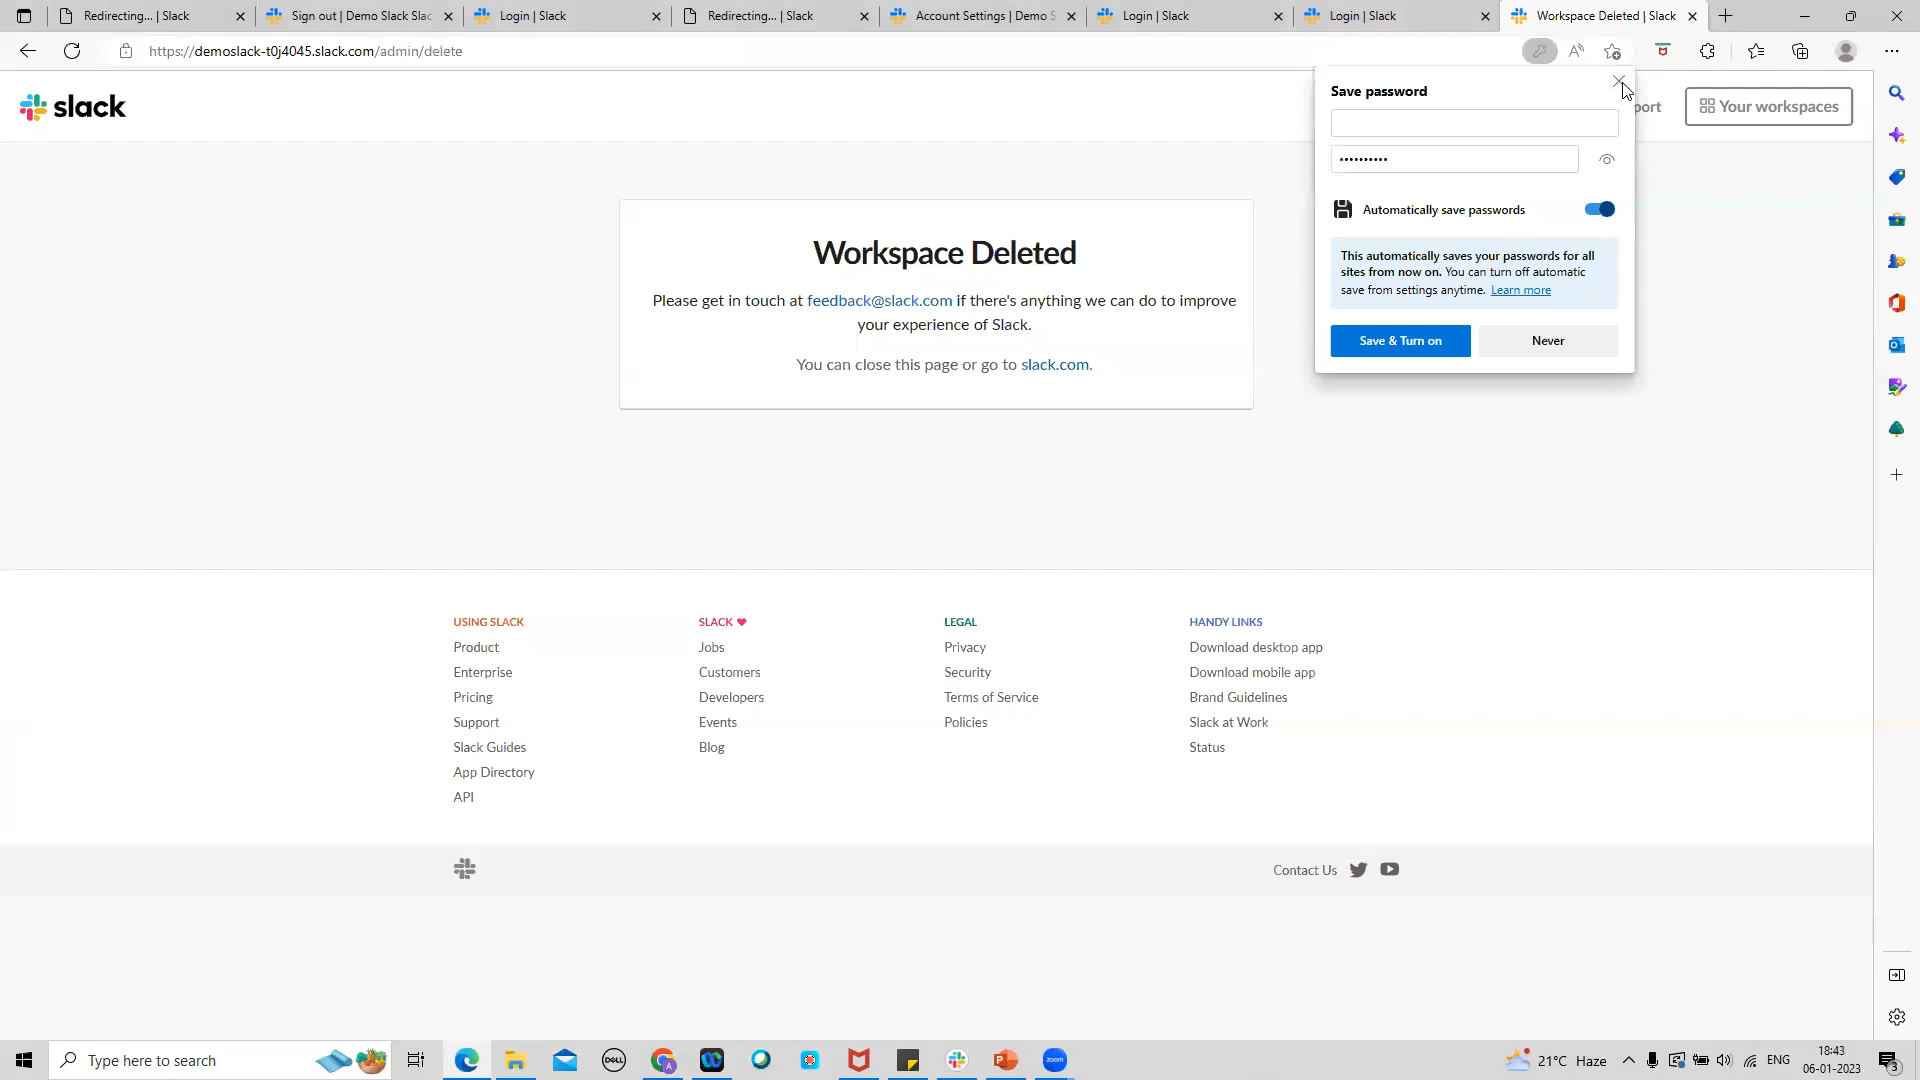 Redirecting... | Slack
Sign out | Demo Slack Slac
Login | Slack
Redirecting... | Slack
Account Settings | Demo S
Login | Slack
Login | Slack
Workspace Deleted | Slack
https://demoslack-t0j4045.slack.com/admin/delete
slack
port
Your workspaces
Save password
••••••••••
Automatically save passwords
This automatically saves your passwords for all
sites from now on. You can turn off automatic
save from settings anytime. Learn more
Save & Turn on
Never
Workspace Deleted
Please get in touch at feedback@slack.com if there's anything we can do to improve
your experience of Slack.
You can close this page or go to slack.com.
USING SLACK
Product
Enterprise
Pricing
Support
Slack Guides
App Directory
API
SLACK ♥
Jobs
Customers
Developers
Events
Blog
LEGAL
Privacy
Security
Terms of Service
Policies
HANDY LINKS
Download desktop app
Download mobile app
Brand Guidelines
Slack at Work
Status
Contact Us
Type here to search
DELL
A
P
zoom
21°C Haze
ENG
18:43
06-01-2023
3